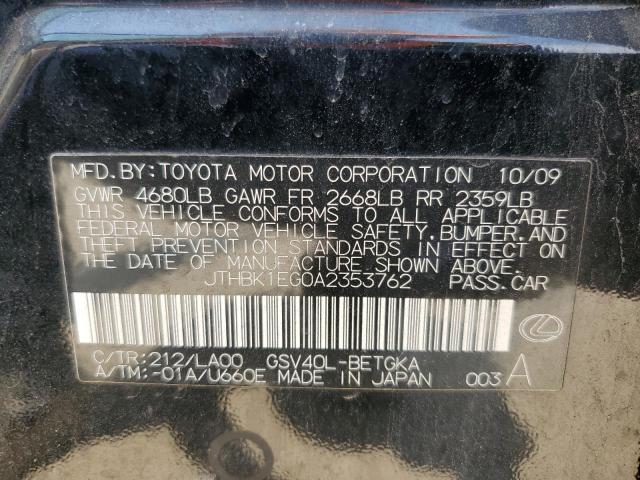 MFD.BY:TOYOTA MOTOR CORPORATION 10/09
GVWR 4680LB GAWR FR 2668LB RR 2359LB
THIS VEHICLE CONFORMS TO ALL APPLICABLE
FEDERAL MOTOR VEHICLE SAFETY,BUMPER,AND
THEFT PREVENTION STANDARDS IN EFFECT ON
THE DATE OF MANUFACTURE SHOWN ABOVE.
JTHBK1EG0A2353762 PASS.CAR
C/TR:212/LA00 GSV40L-BETGKA
A/TM:-01A/U660E MADE IN JAPAN 003 A